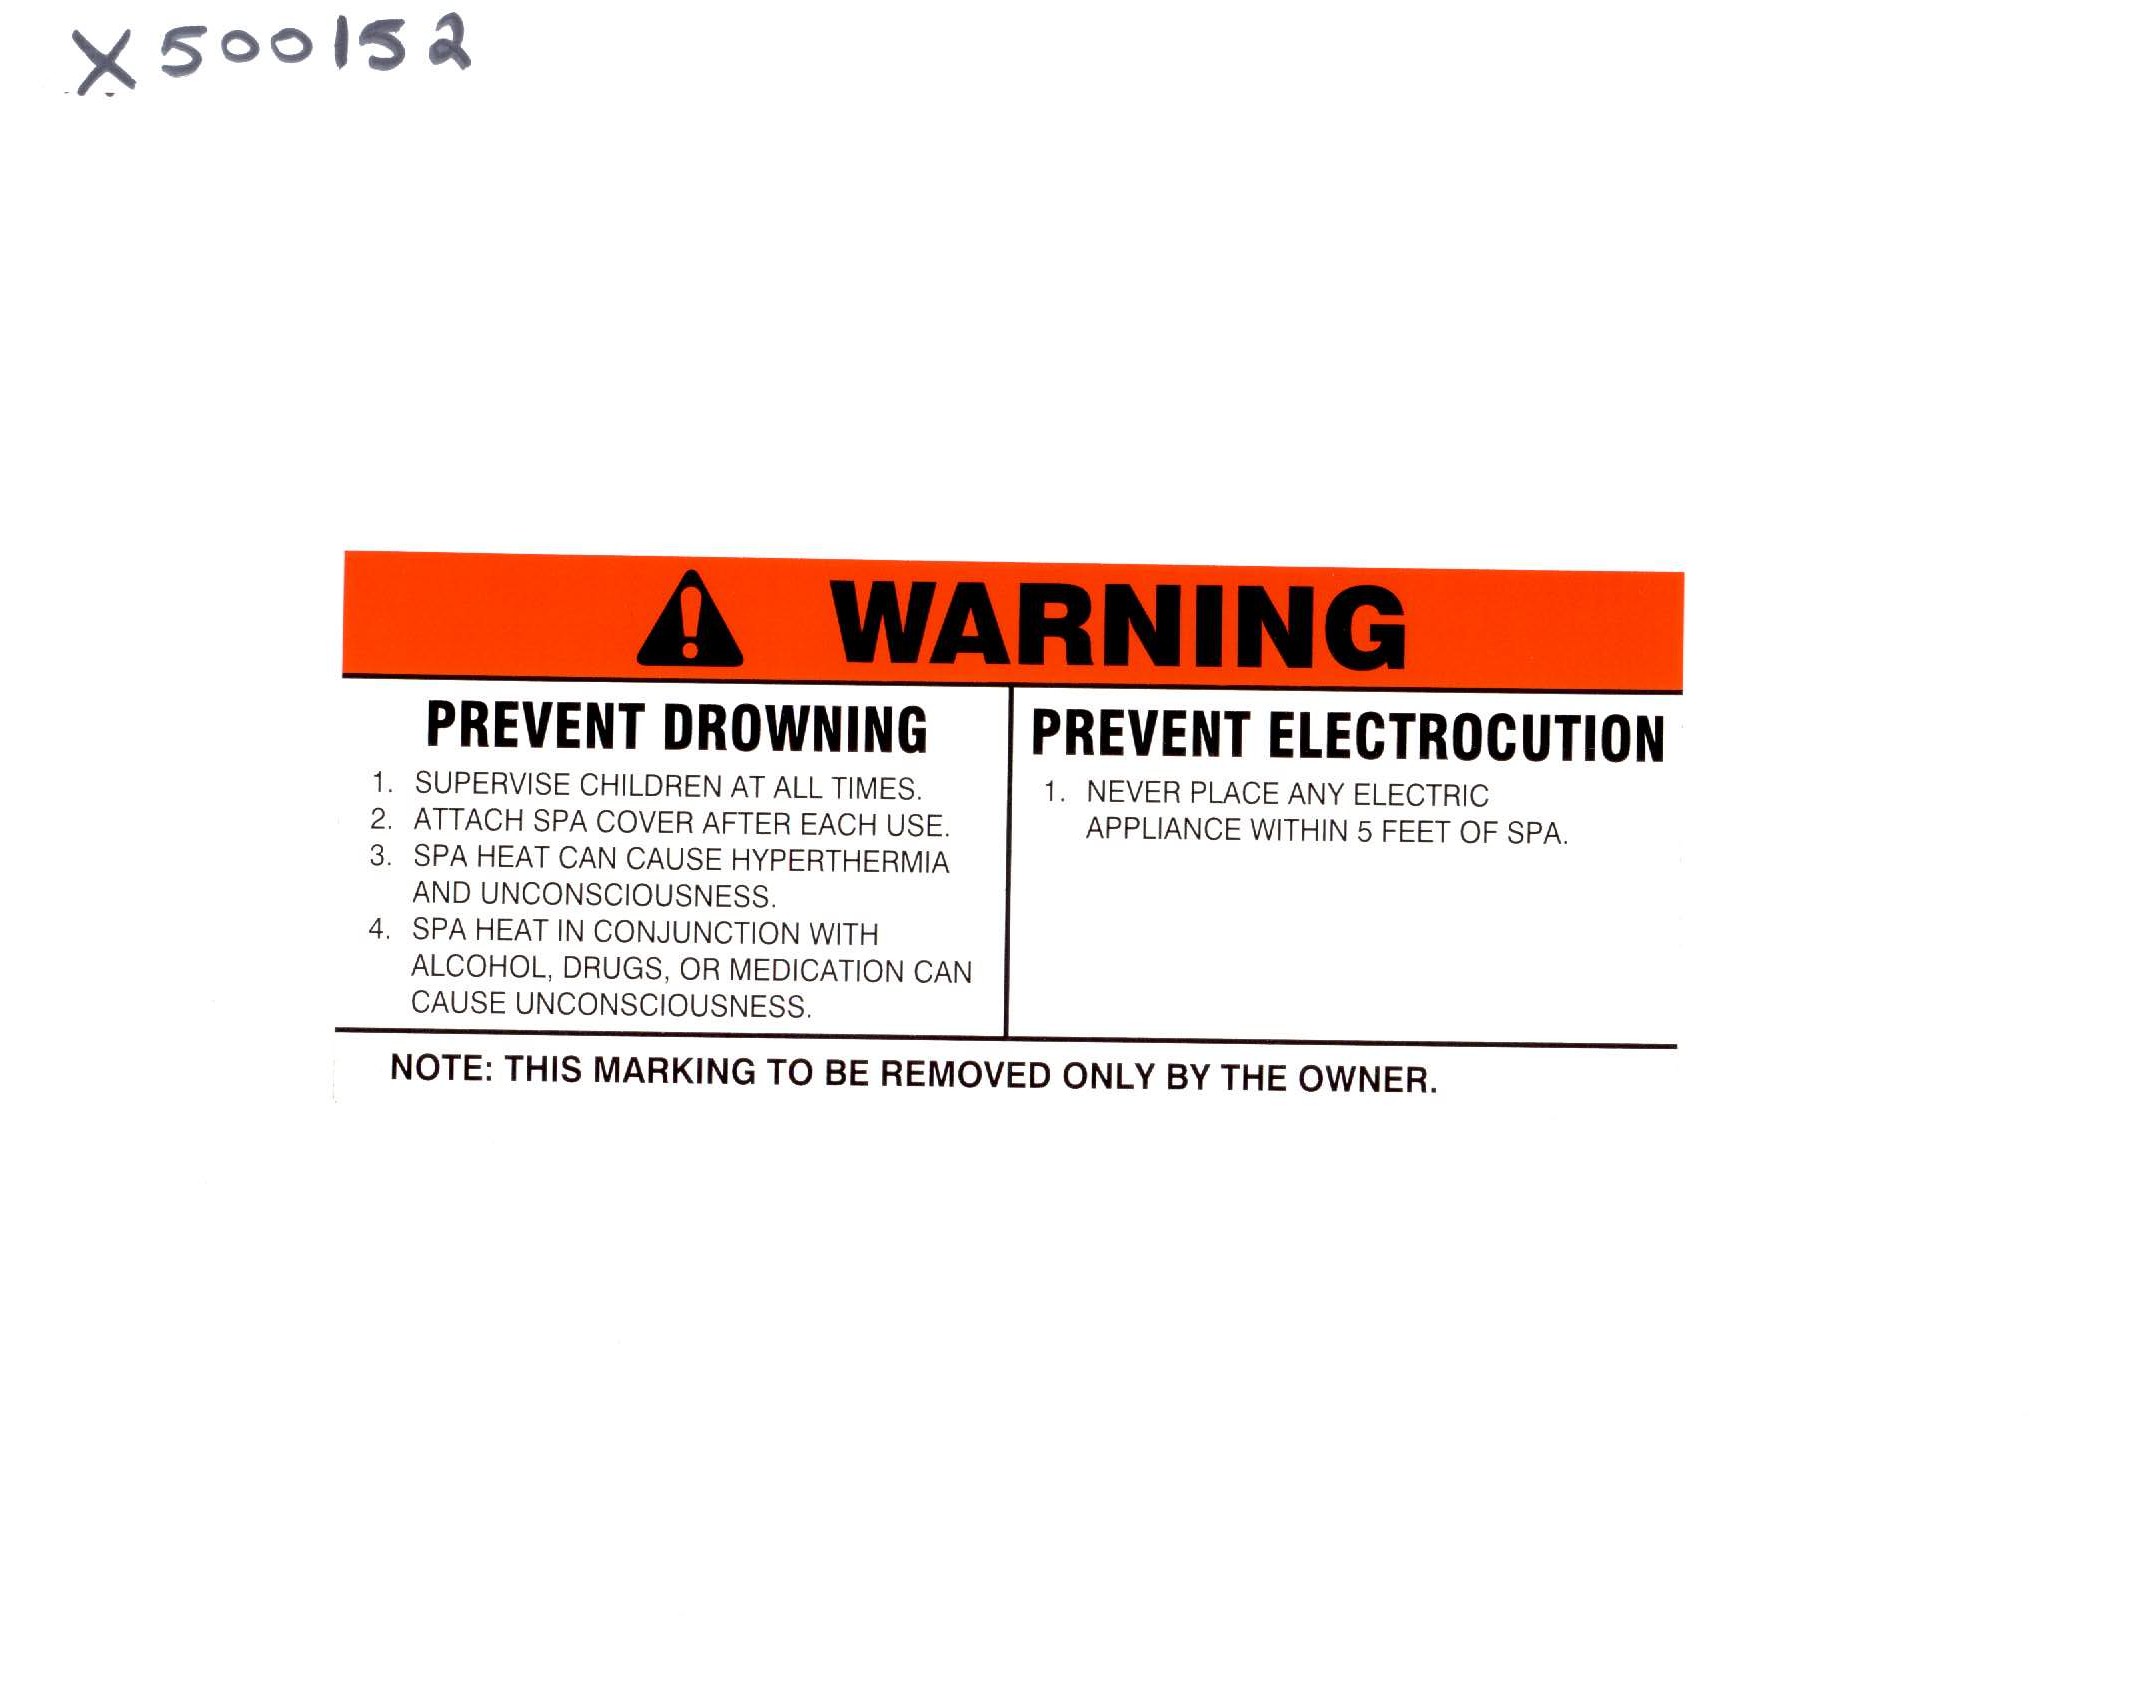 X500152
WARNING
PREVENT DROWNING
1. SUPERVISE CHILDREN AT ALL TIMES.
2. ATTACH SPA COVER AFTER EACH USE.
3. SPA HEAT CAN CAUSE HYPERTHERMIA
AND UNCONSCIOUSNESS.
4. SPA HEAT IN CONJUNCTION WITH
ALCOHOL, DRUGS, OR MEDICATION CAN
CAUSE UNCONSCIOUSNESS.
PREVENT ELECTROCUTION
1. NEVER PLACE ANY ELECTRIC
APPLIANCE WITHIN 5 FEET OF SPA.
NOTE: THIS MARKING TO BE REMOVED ONLY BY THE OWNER.